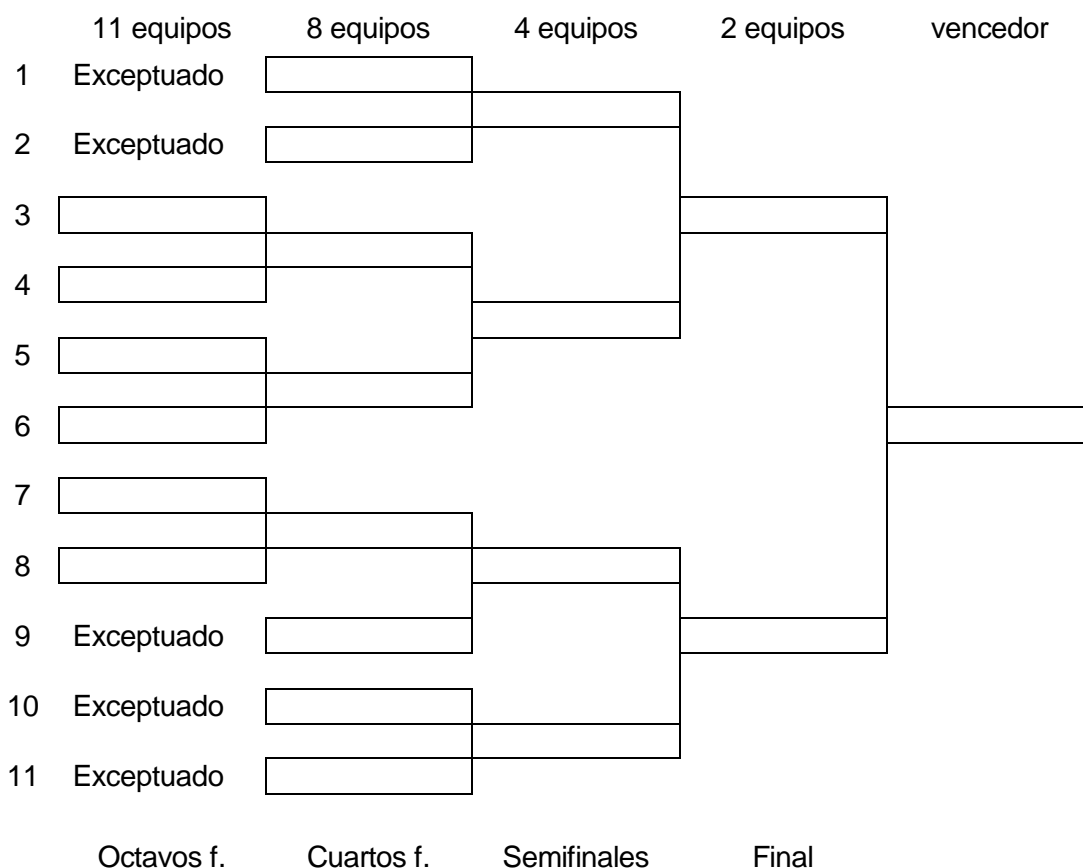 11 equipos 8 equipos 4 equipos 2 equipos vencedor
1 Exceptuado
2 Exceptuado
3
4
5
6
7
8
9 Exceptuado
10 Exceptuado
11 Exceptuado
Octavos f. Cuartos f. Semifinales Final